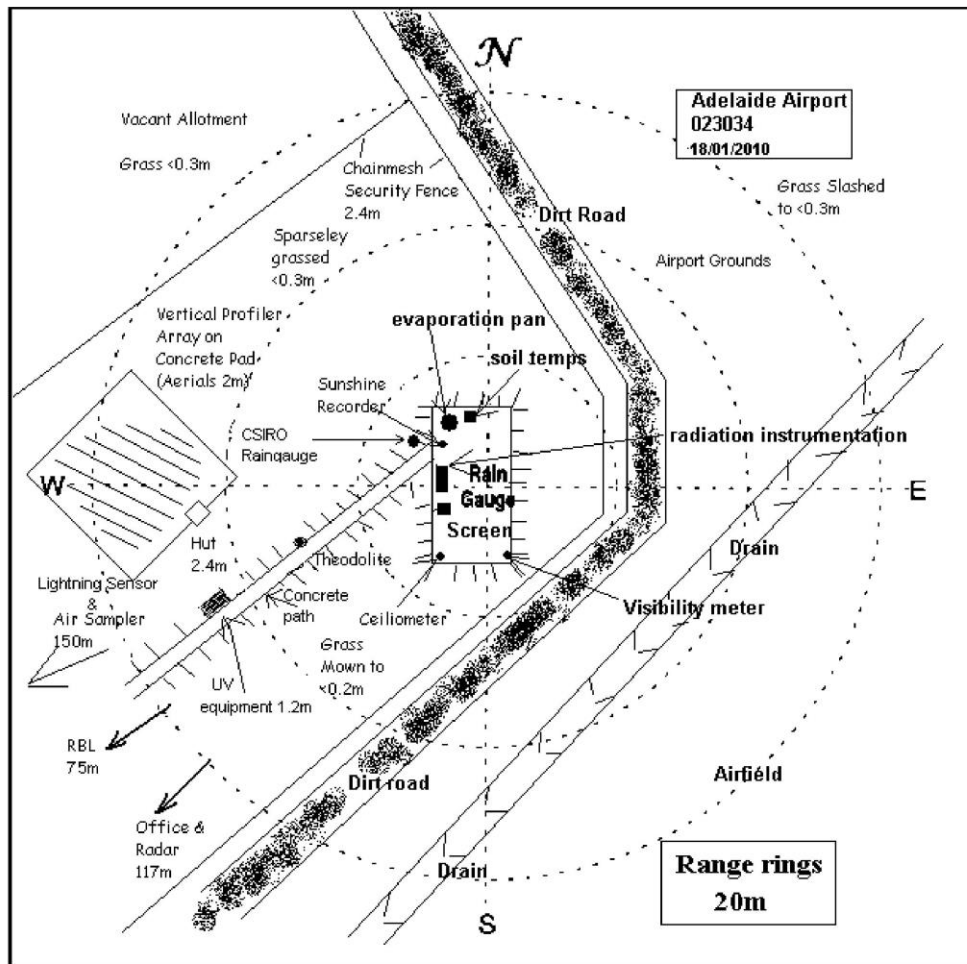 N
Adelaide Airport
023034
18/01/2010
Vacant Allotment
Grass <0.3m
Chainmesh
Security Fence
2.4m
Grass Slashed
to <0.3m
Dirt Road
Sparseley
grassed
<0.3m
Airport Grounds
Vertical Profiler
Array on
Concrete Pad
(Aerials 2m)
evaporation pan
soil temps
Sunshine
Recorder
CSIRO
Raingauge
radiation instrumentation
Rain
Gauge
W
E
Screen
Hut
2.4m
Theodolite
Drain
Lightning Sensor
&
Air Sampler
150m
Concrete
path
Ceiliometer
Visibility meter
Grass
Mown to
<0.2m
UV
equipment 1.2m
RBL
75m
Dirt road
Airfield
Office &
Radar
117m
Drain
Range rings
20m
S